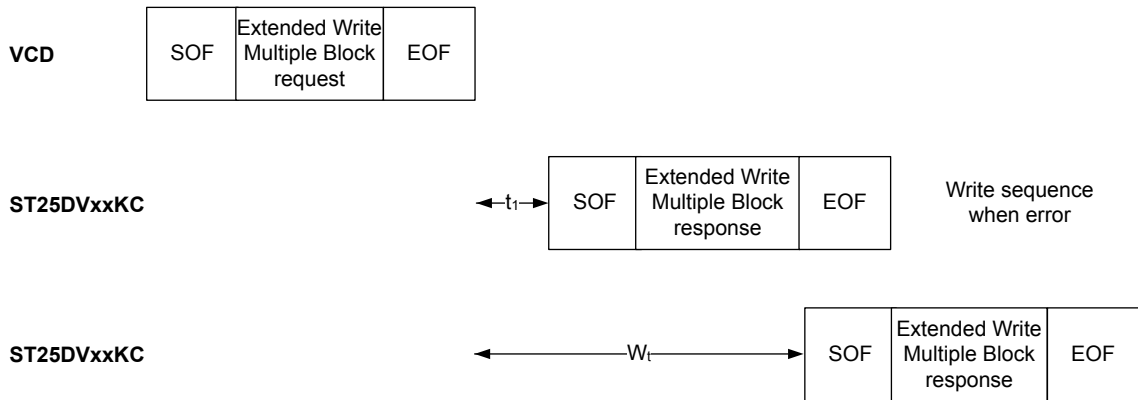 VCD
SOF
Extended Write
Multiple Block
request
EOF
ST25DVxxKC
t1
SOF
Extended Write
Multiple Block
response
EOF
Write sequence
when error
ST25DVxxKC
Wt
SOF
Extended Write
Multiple Block
response
EOF